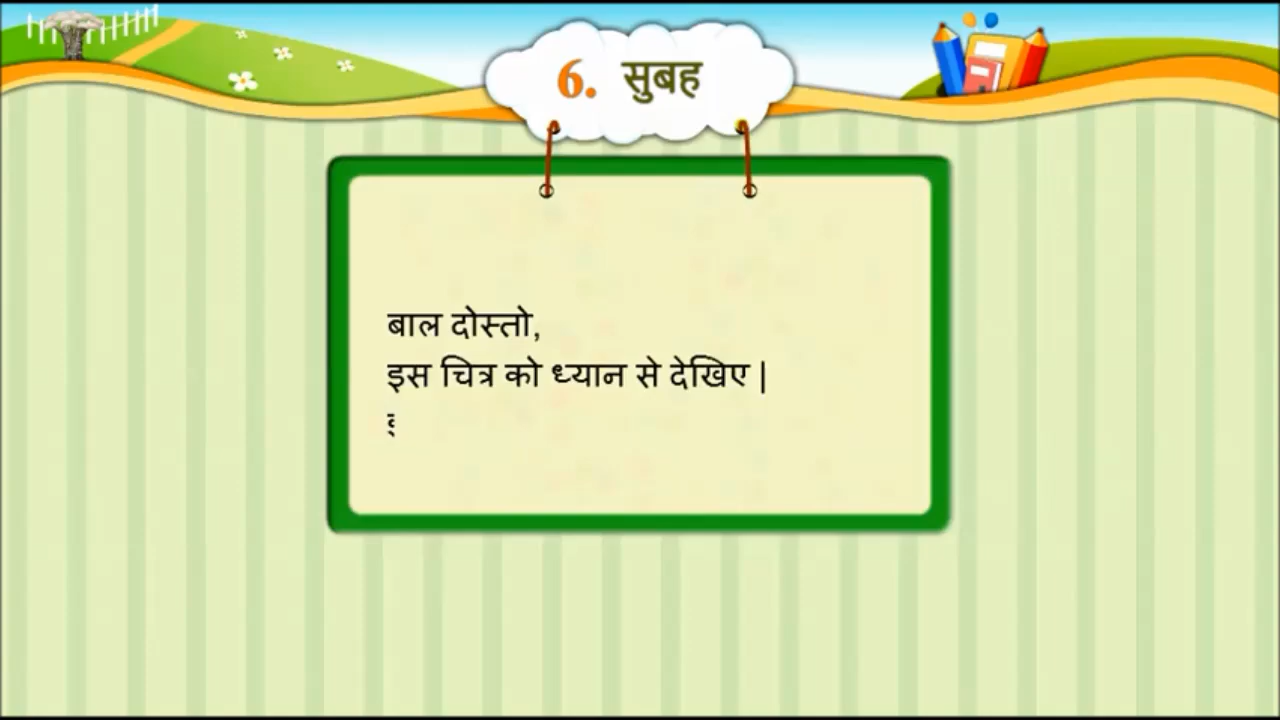 6. सुबह
बाल दोस्तो,
इस चित्र को ध्यान से देखिए |